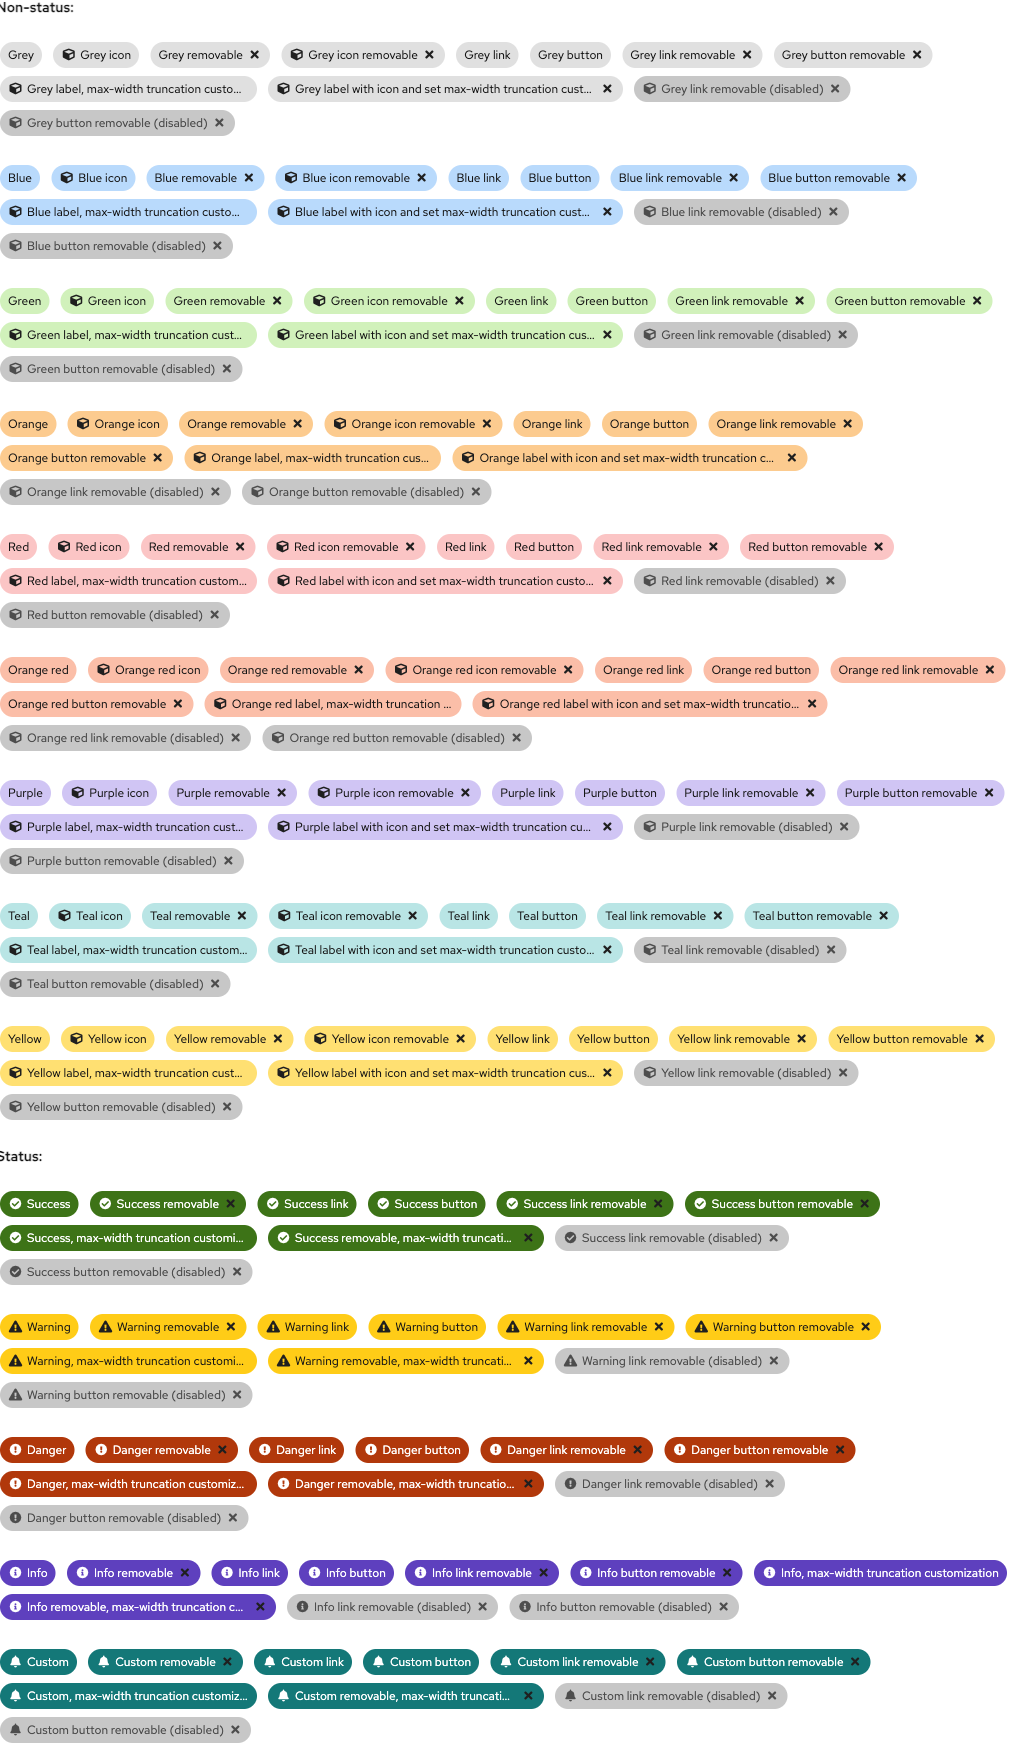 Non-status:
Grey Grey icon Grey removable Grey icon removable Grey link Grey button Grey link removable Grey button removable
Grey label, max-width truncation custo... Grey label with icon and set max-width truncation cust... Grey link removable (disabled)
Grey button removable (disabled)
Blue Blue icon Blue removable Blue icon removable Blue link Blue button Blue link removable Blue button removable
Blue label, max-width truncation custo... Blue label with icon and set max-width truncation cust... Blue link removable (disabled)
Blue button removable (disabled)
Green Green icon Green removable Green icon removable Green link Green button Green link removable Green button removable
Green label, max-width truncation cust... Green label with icon and set max-width truncation cus... Green link removable (disabled)
Green button removable (disabled)
Orange Orange icon Orange removable Orange icon removable Orange link Orange button Orange link removable
Orange button removable Orange label, max-width truncation cus... Orange label with icon and set max-width truncation c...
Orange link removable (disabled) Orange button removable (disabled)
Red Red icon Red removable Red icon removable Red link Red button Red link removable Red button removable
Red label, max-width truncation custom... Red label with icon and set max-width truncation custo... Red link removable (disabled)
Red button removable (disabled)
Orange red Orange red icon Orange red removable Orange red icon removable Orange red link Orange red button Orange red link removable
Orange red button removable Orange red label, max-width truncation ... Orange red label with icon and set max-width truncatio...
Orange red link removable (disabled) Orange red button removable (disabled)
Purple Purple icon Purple removable Purple icon removable Purple link Purple button Purple link removable Purple button removable
Purple label, max-width truncation cust... Purple label with icon and set max-width truncation cu... Purple link removable (disabled)
Purple button removable (disabled)
Teal Teal icon Teal removable Teal icon removable Teal link Teal button Teal link removable Teal button removable
Teal label, max-width truncation custom... Teal label with icon and set max-width truncation custo... Teal link removable (disabled)
Teal button removable (disabled)
Yellow Yellow icon Yellow removable Yellow icon removable Yellow link Yellow button Yellow link removable Yellow button removable
Yellow label, max-width truncation cust... Yellow label with icon and set max-width truncation cus... Yellow link removable (disabled)
Yellow button removable (disabled)
Status:
Success Success removable Success link Success button Success link removable Success button removable
Success, max-width truncation customi... Success removable, max-width truncati... Success link removable (disabled)
Success button removable (disabled)
Warning Warning removable Warning link Warning button Warning link removable Warning button removable
Warning, max-width truncation customi... Warning removable, max-width truncati... Warning link removable (disabled)
Warning button removable (disabled)
Danger Danger removable Danger link Danger button Danger link removable Danger button removable
Danger, max-width truncation customiz... Danger removable, max-width truncatio... Danger link removable (disabled)
Danger button removable (disabled)
Info Info removable Info link Info button Info link removable Info button removable Info, max-width truncation customization
Info removable, max-width truncation c... Info link removable (disabled) Info button removable (disabled)
Custom Custom removable Custom link Custom button Custom link removable Custom button removable
Custom, max-width truncation customiz... Custom removable, max-width truncati... Custom link removable (disabled)
Custom button removable (disabled)